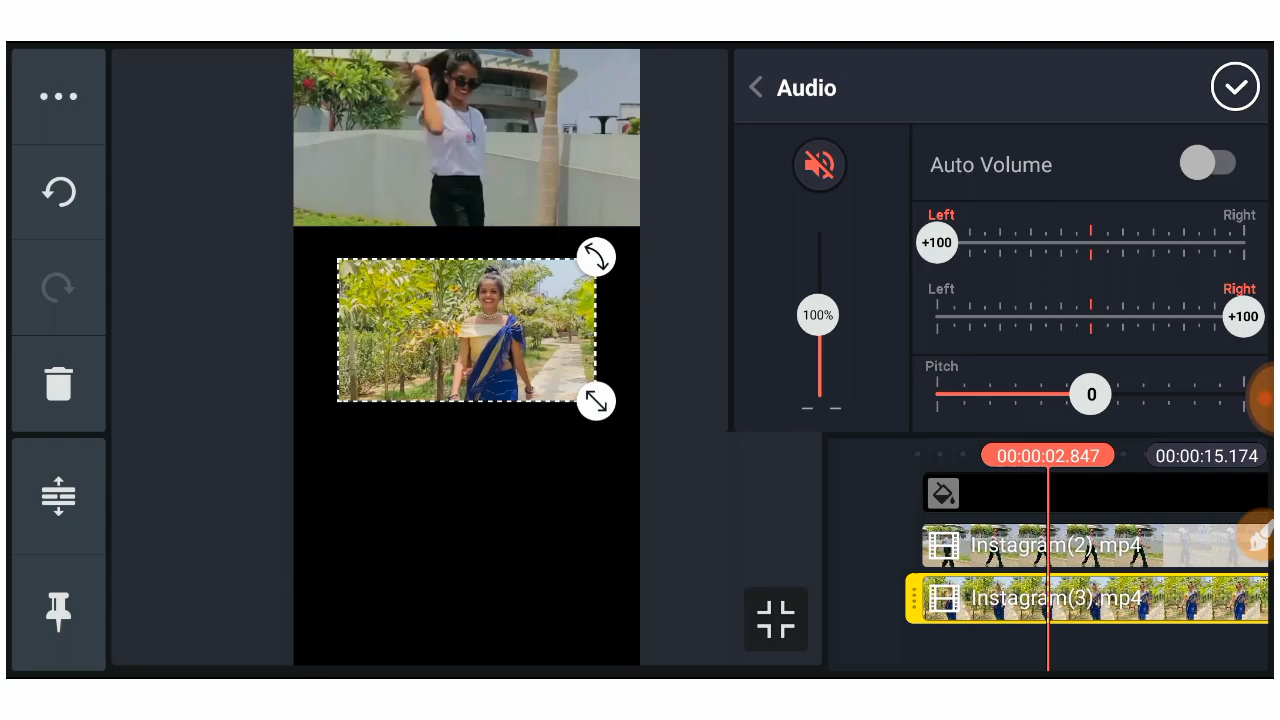 Audio
Auto Volume
Left Right
+100
100%
Left Right
+100
Pitch
0
00:00:02.847 00:00:15.174
Instagram(2).mp4
Instagram(3).mp4